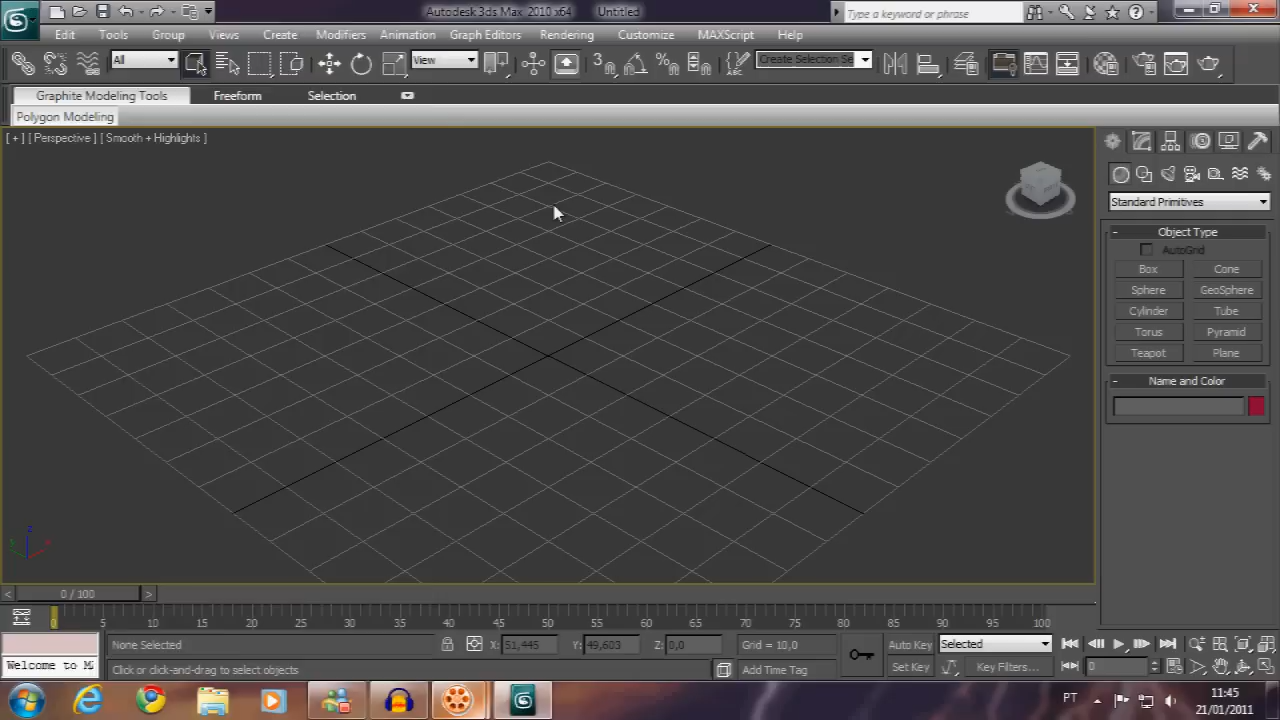 Autodesk 3ds Max 2010 x64 Untitled
Type a keyword or phrase
Edit Tools Group Views Create Modifiers Animation Graph Editors Rendering Customize MAXScript Help
All View Create Selection Se
Graphite Modeling Tools Freeform Selection
Polygon Modeling
[ + ] [ Perspective ] [ Smooth + Highlights ]
Standard Primitives
- Object Type
AutoGrid
Box Cone
Sphere GeoSphere
Cylinder Tube
Torus Pyramid
Teapot Plane
- Name and Color
< 0 / 100 >
0 5 10 15 20 25 30 35 40 45 50 55 60 65 70 75 80 85 90 95 100
None Selected X: 51,445 Y: 49,603 Z: 0,0 Grid = 10,0 Auto Key Selected
Welcome to M Click or click-and-drag to select objects Add Time Tag Set Key Key Filters... 0
PT 11:45
21/01/2011